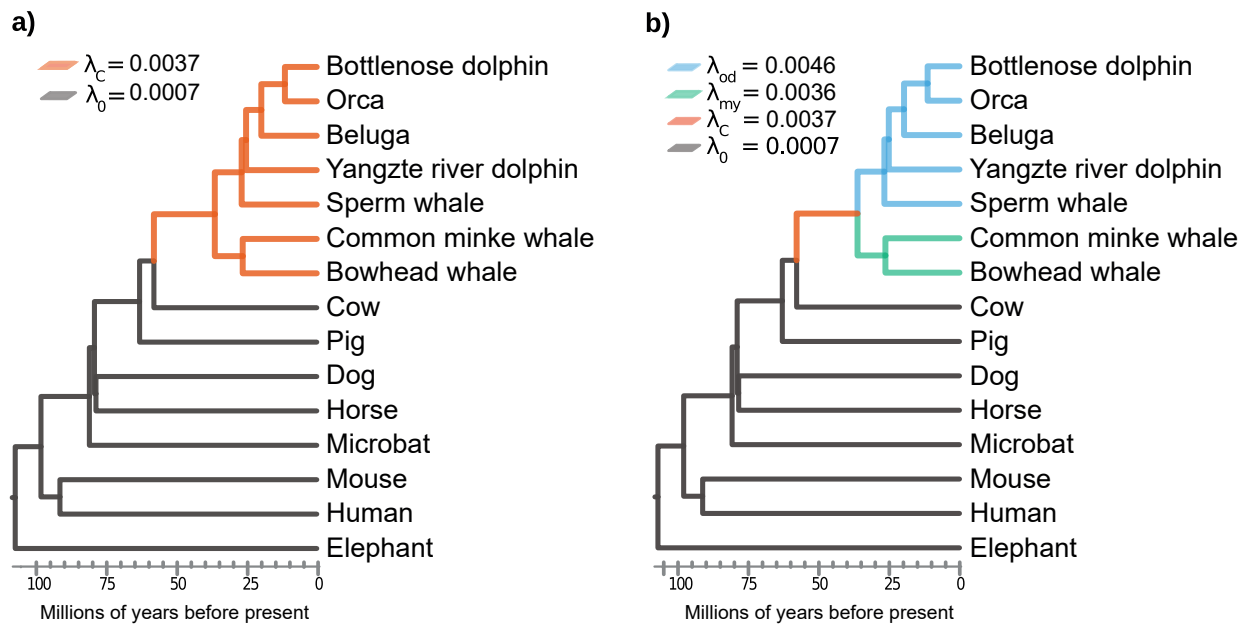 a)
λC = 0.0037
λ0 = 0.0007
Bottlenose dolphin
Orca
Beluga
Yangzte river dolphin
Sperm whale
Common minke whale
Bowhead whale
Cow
Pig
Dog
Horse
Microbat
Mouse
Human
Elephant
100 75 50 25 0
Millions of years before present
b)
λod = 0.0046
λmy = 0.0036
λC = 0.0037
λ0 = 0.0007
Bottlenose dolphin
Orca
Beluga
Yangzte river dolphin
Sperm whale
Common minke whale
Bowhead whale
Cow
Pig
Dog
Horse
Microbat
Mouse
Human
Elephant
100 75 50 25 0
Millions of years before present